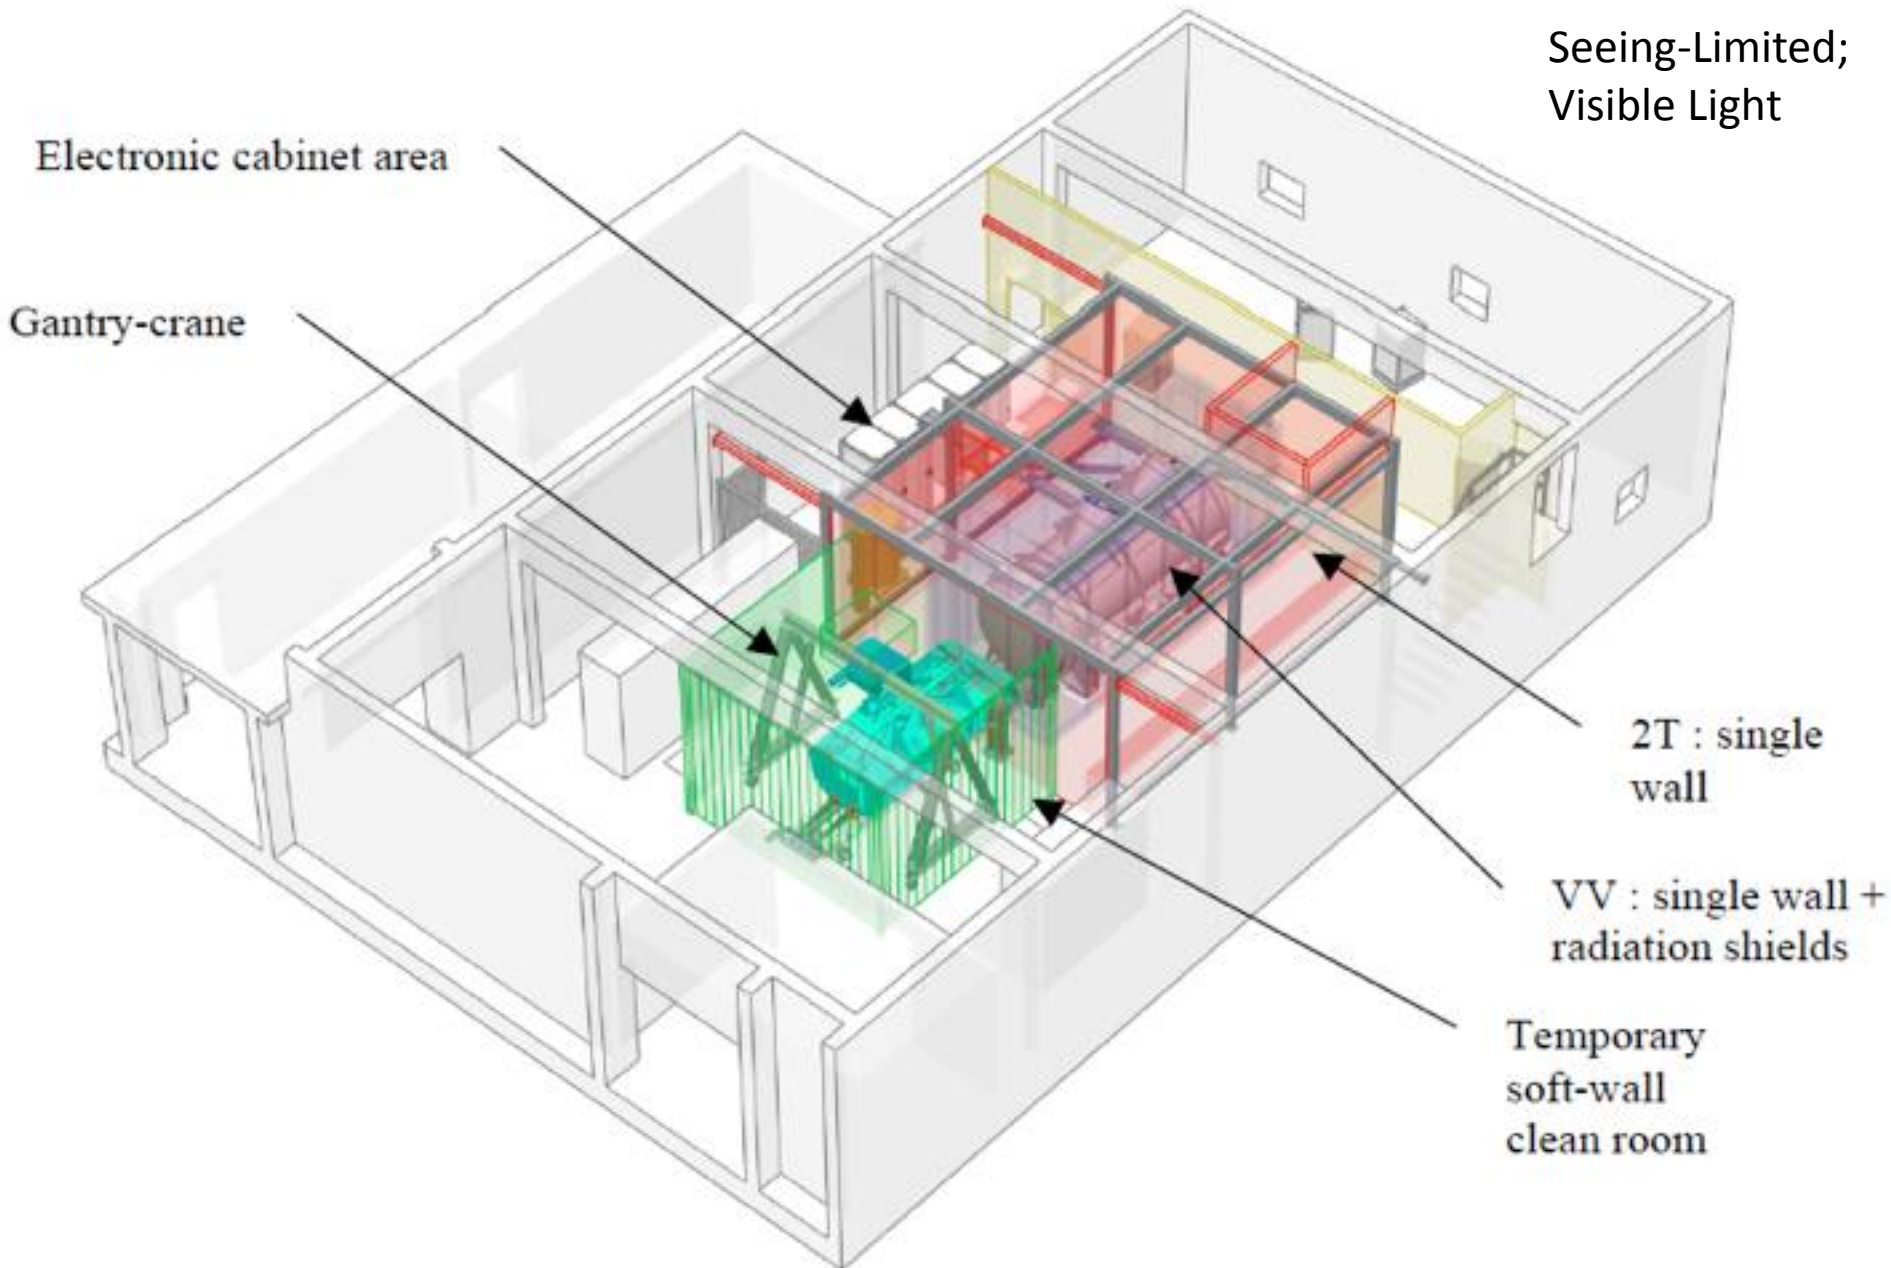 Seeing-Limited;
Visible Light
Electronic cabinet area
Gantry-crane
2T : single
wall
VV : single wall +
radiation shields
Temporary
soft-wall
clean room